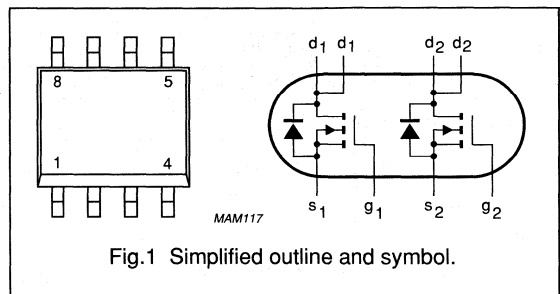 d1 d1 d2 d2
8 5
1 4
s1 g1 s2 g2
MAM117
Fig.1 Simplified outline and symbol.